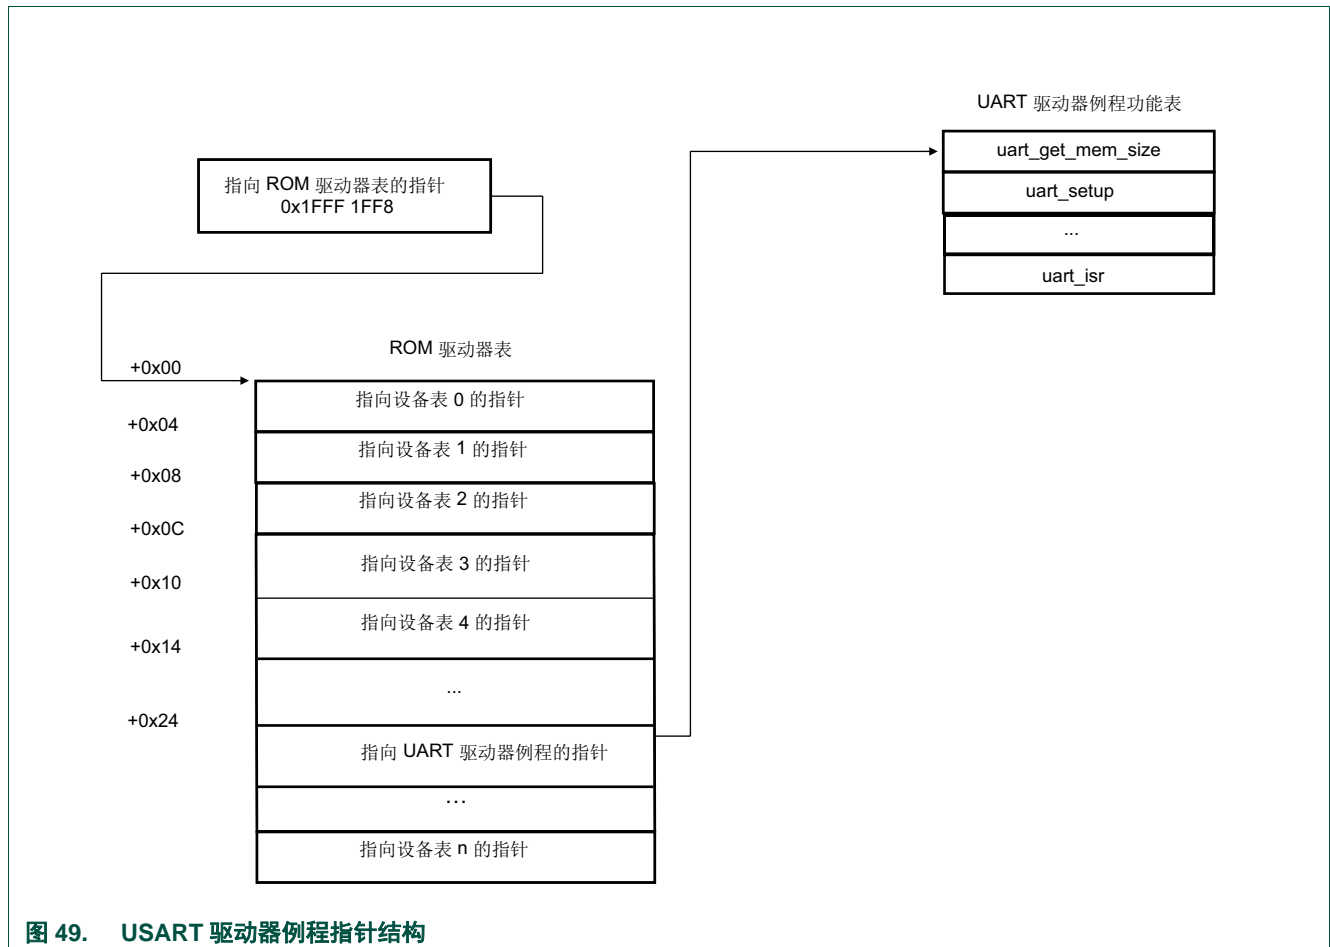 UART 驱动器例程功能表
uart_get_mem_size
uart_setup
...
uart_isr
指向 ROM 驱动器表的指针
0x1FFF 1FF8
ROM 驱动器表
+0x00
指向设备表 0 的指针
+0x04
指向设备表 1 的指针
+0x08
指向设备表 2 的指针
+0x0C
指向设备表 3 的指针
+0x10
指向设备表 4 的指针
+0x14
...
+0x24
指向 UART 驱动器例程的指针
...
指向设备表 n 的指针
图 49. USART 驱动器例程指针结构